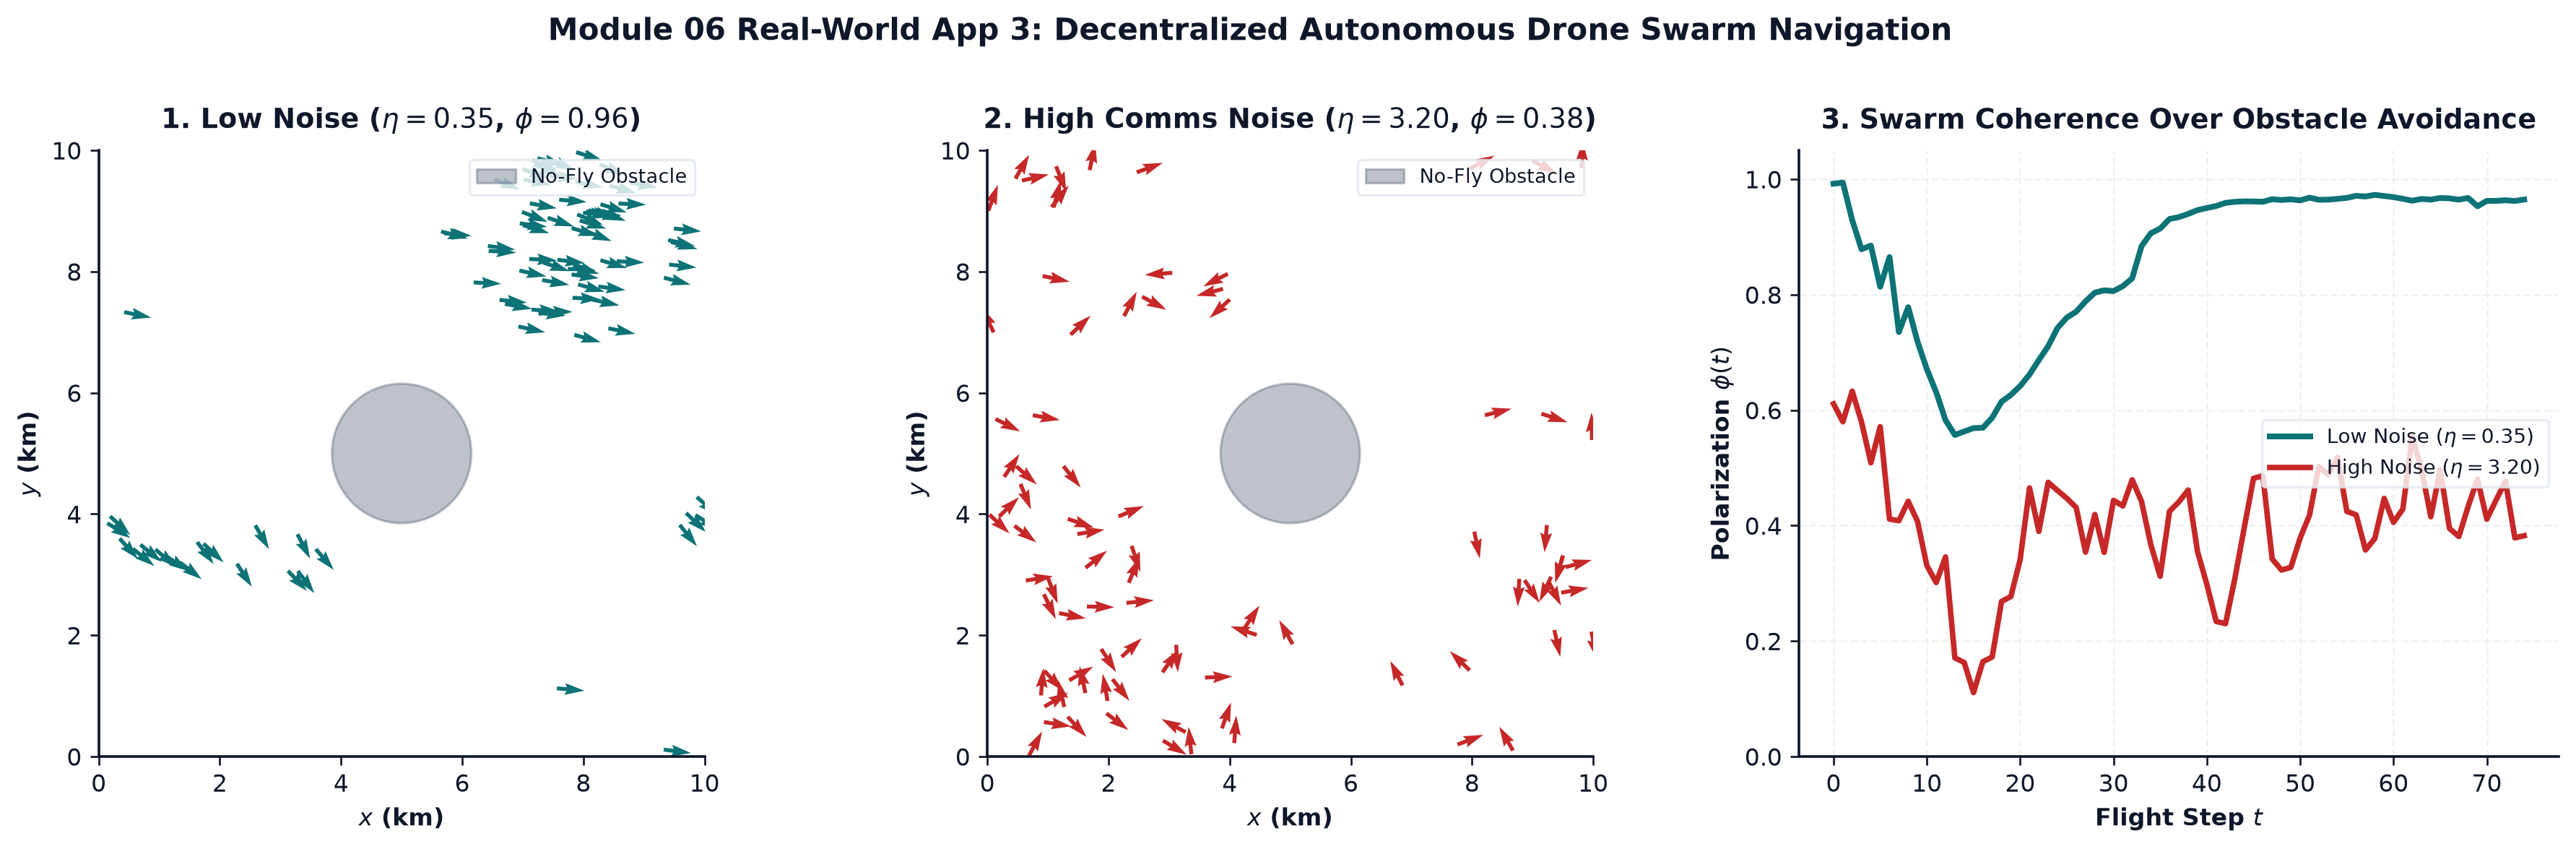 Module 06 Real-World App 3: Decentralized Autonomous Drone Swarm Navigation
1. Low Noise (η = 0.35, ϕ = 0.96)
No-Fly Obstacle
10
8
6
4
2
0
0 2 4 6 8 10
y (km)
x (km)
2. High Comms Noise (η = 3.20, ϕ = 0.38)
No-Fly Obstacle
10
8
6
4
2
0
0 2 4 6 8 10
y (km)
x (km)
3. Swarm Coherence Over Obstacle Avoidance
1.0
0.8
0.6
0.4
0.2
0.0
0 10 20 30 40 50 60 70
Polarization ϕ(t)
Low Noise (η = 0.35)
High Noise (η = 3.20)
Flight Step t